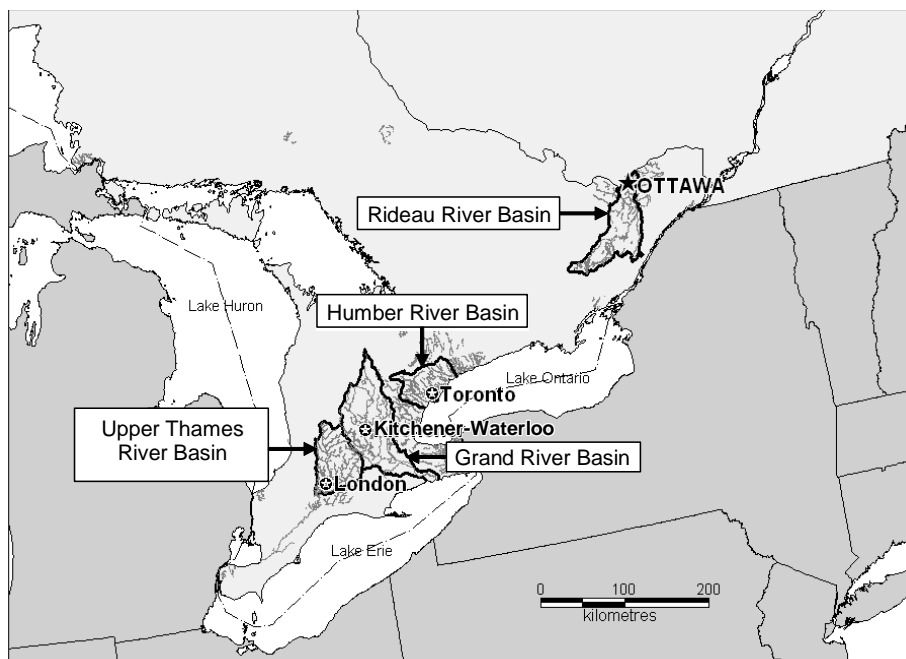 OTTAWA
Rideau River Basin
Lake Huron
Humber River Basin
Lake Ontario
Toronto
Upper Thames
River Basin
Kitchener-Waterloo
Grand River Basin
London
Lake Erie
0 100 200
kilometres